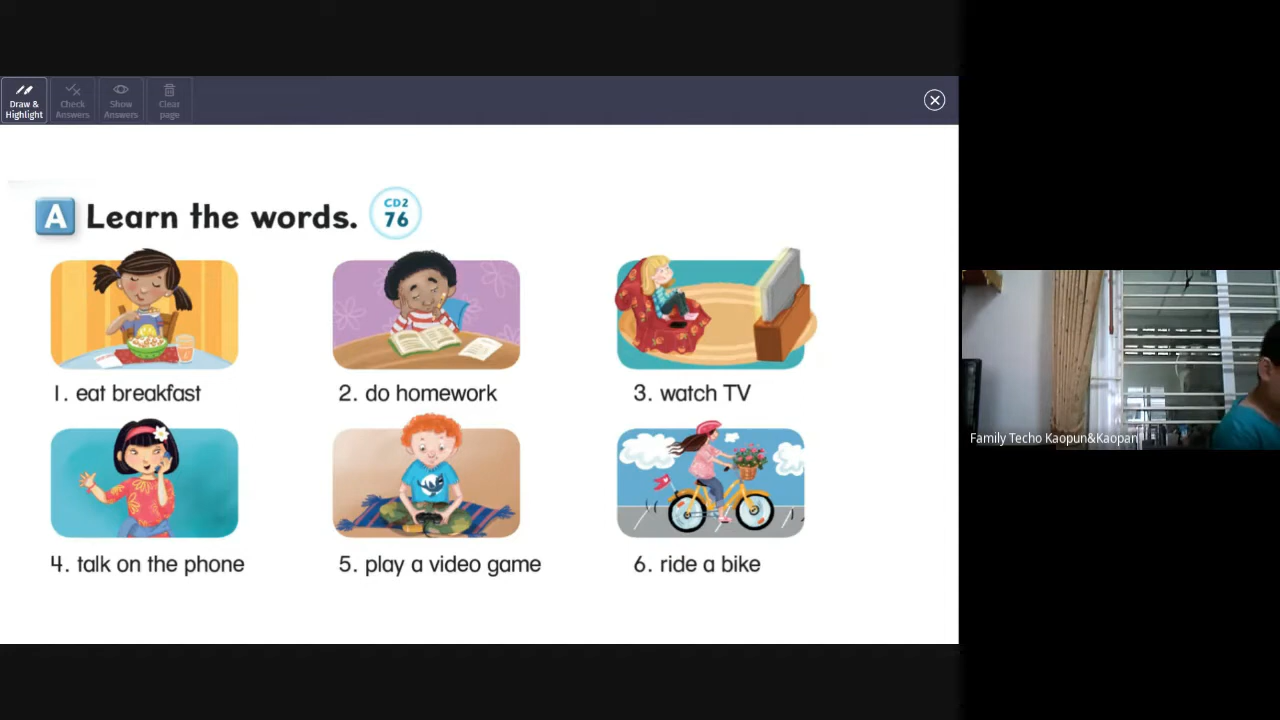 Draw &
Highlight
Check
Answers
Show
Answers
Clear
page
A Learn the words. CD2 76
1. eat breakfast
2. do homework
3. watch TV
4. talk on the phone
5. play a video game
6. ride a bike
Family Techo Kaopun&Kaopan